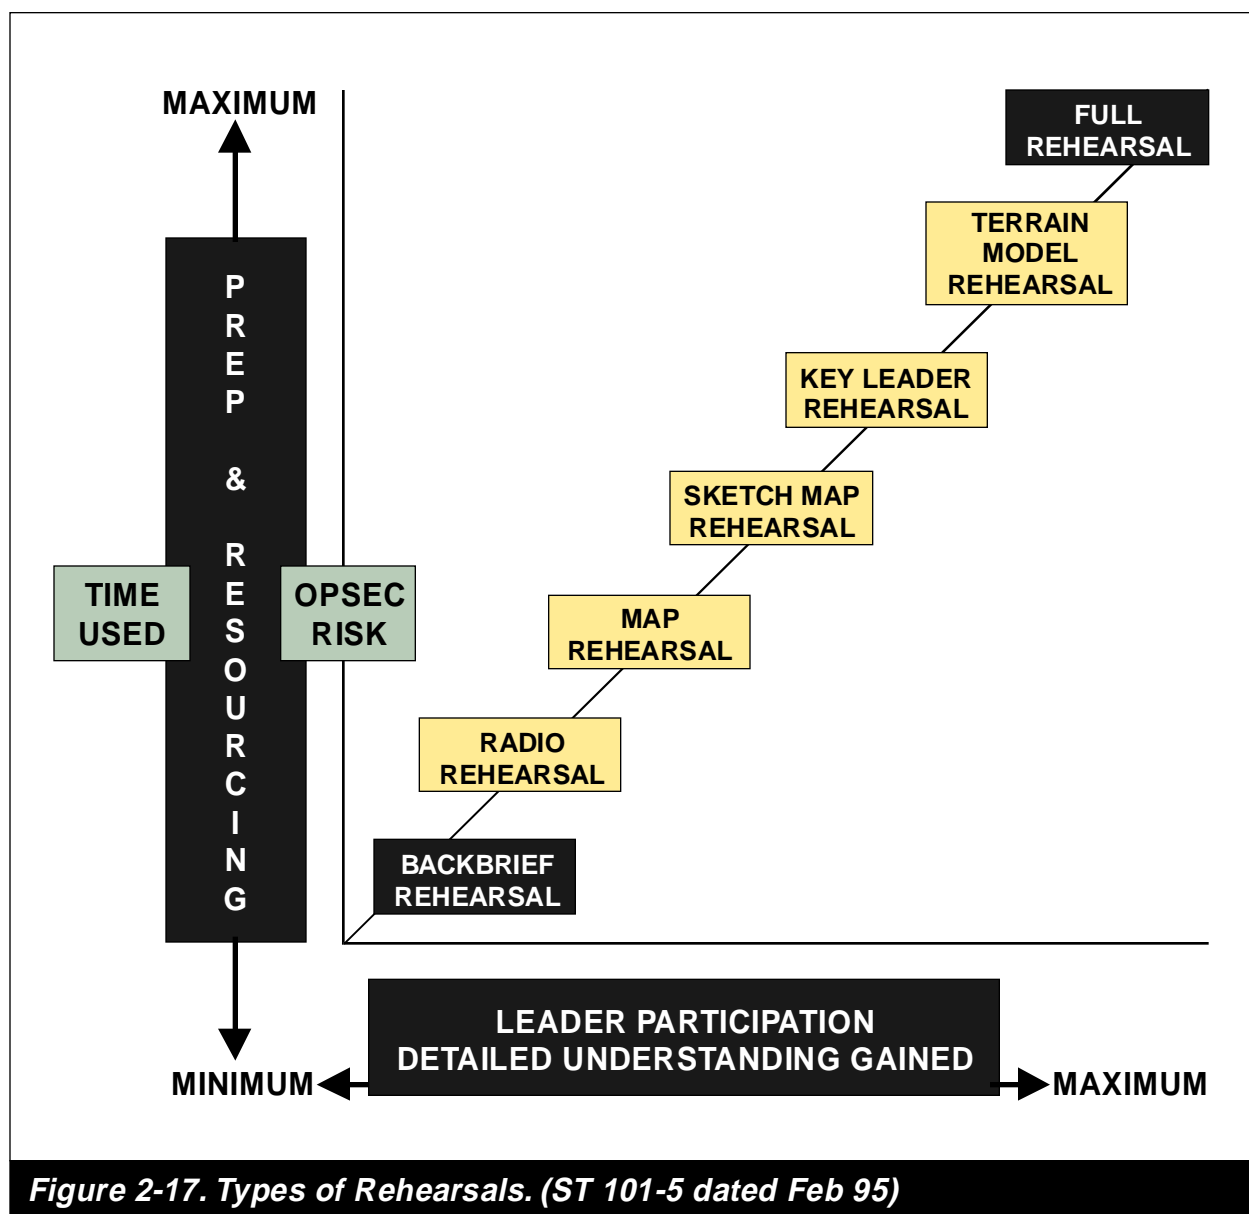 MAXIMUM
FULL
REHEARSAL
TERRAIN
MODEL
REHEARSAL
KEY LEADER
REHEARSAL
SKETCH MAP
REHEARSAL
MAP
REHEARSAL
RADIO
REHEARSAL
BACKBRIEF
REHEARSAL
PREP & RESOURCING
TIME
USED
OPSEC
RISK
LEADER PARTICIPATION
DETAILED UNDERSTANDING GAINED
MINIMUM
MAXIMUM
Figure 2-17. Types of Rehearsals. (ST 101-5 dated Feb 95)